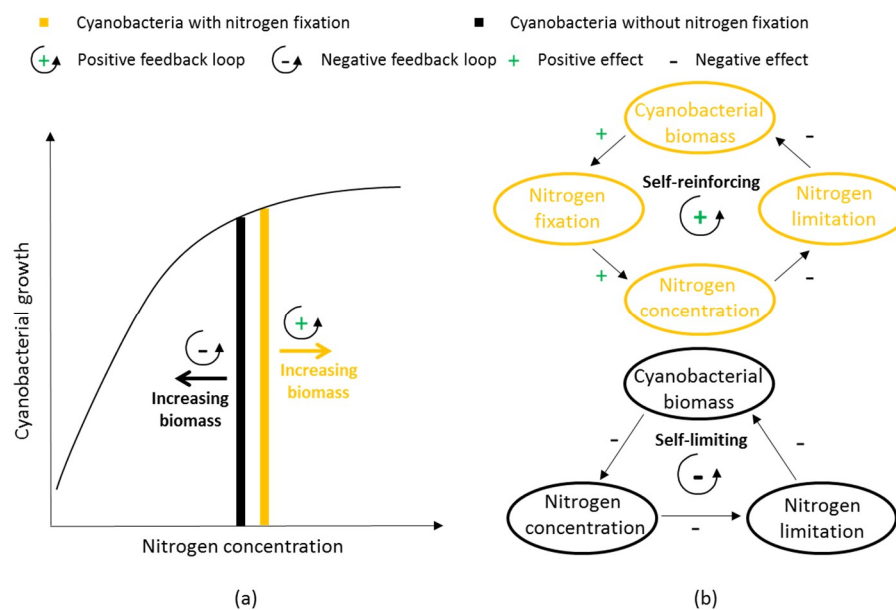 Cyanobacteria with nitrogen fixation
Cyanobacteria without nitrogen fixation
+ Positive feedback loop
- Negative feedback loop
+ Positive effect
- Negative effect
Cyanobacterial growth
Nitrogen concentration
-
Increasing
biomass
+
Increasing
biomass
(a)
Cyanobacterial
biomass
+
-
Nitrogen
fixation
Self-reinforcing
+
Nitrogen
limitation
+
-
Nitrogen
concentration
Cyanobacterial
biomass
-
Self-limiting
-
-
Nitrogen
concentration
-
Nitrogen
limitation
(b)